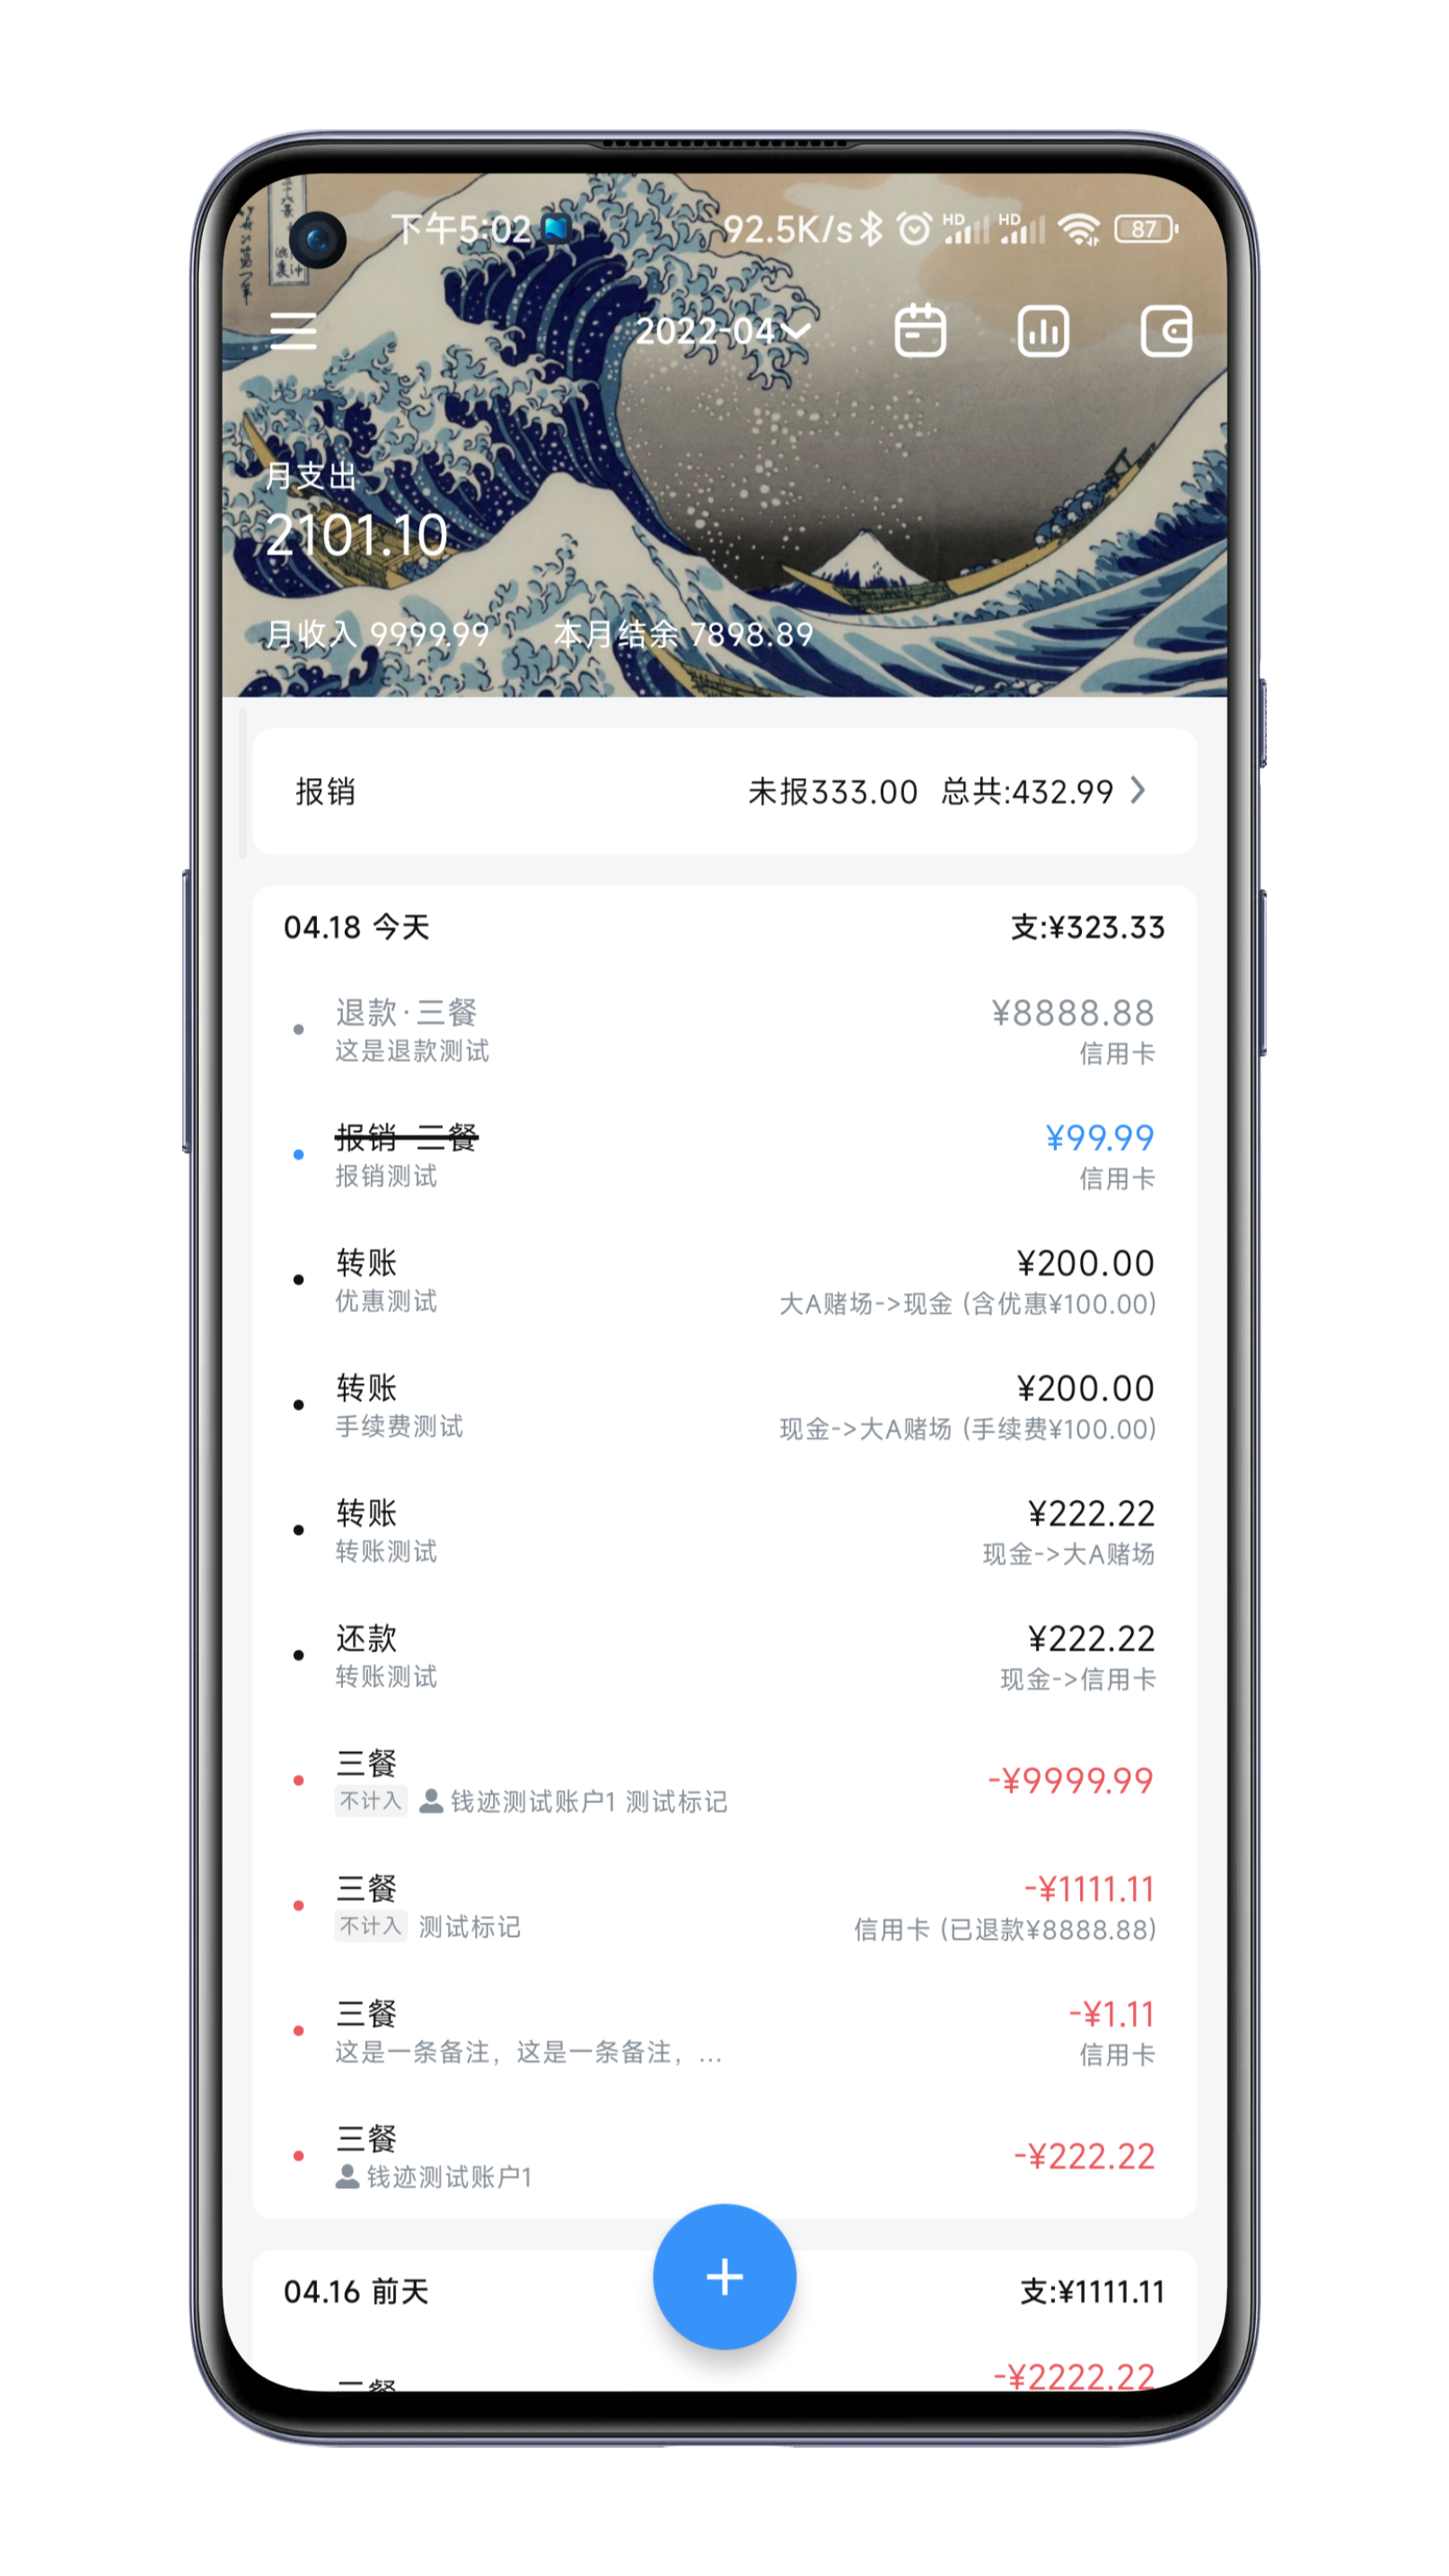 下午5:02
92.5K/s
HD
HD
87
2022-04
月支出
2101.10
月收入 9999.99 本月结余 7898.89
报销 未报333.00 总共:432.99
04.18 今天 支:¥323.33
退款·三餐 ¥8888.88
这是退款测试 信用卡
报销 三餐 ¥99.99
报销测试 信用卡
转账 ¥200.00
优惠测试 大A赌场->现金 (含优惠¥100.00)
转账 ¥200.00
手续费测试 现金->大A赌场 (手续费¥100.00)
转账 ¥222.22
转账测试 现金->大A赌场
还款 ¥222.22
转账测试 现金->信用卡
三餐 -¥9999.99
不计入 钱迹测试账户1 测试标记
三餐 -¥1111.11
不计入 测试标记 信用卡 (已退款¥8888.88)
三餐 -¥1.11
这是一条备注，这是一条备注，... 信用卡
三餐 -¥222.22
钱迹测试账户1
04.16 前天 支:¥1111.11
-¥2222.22